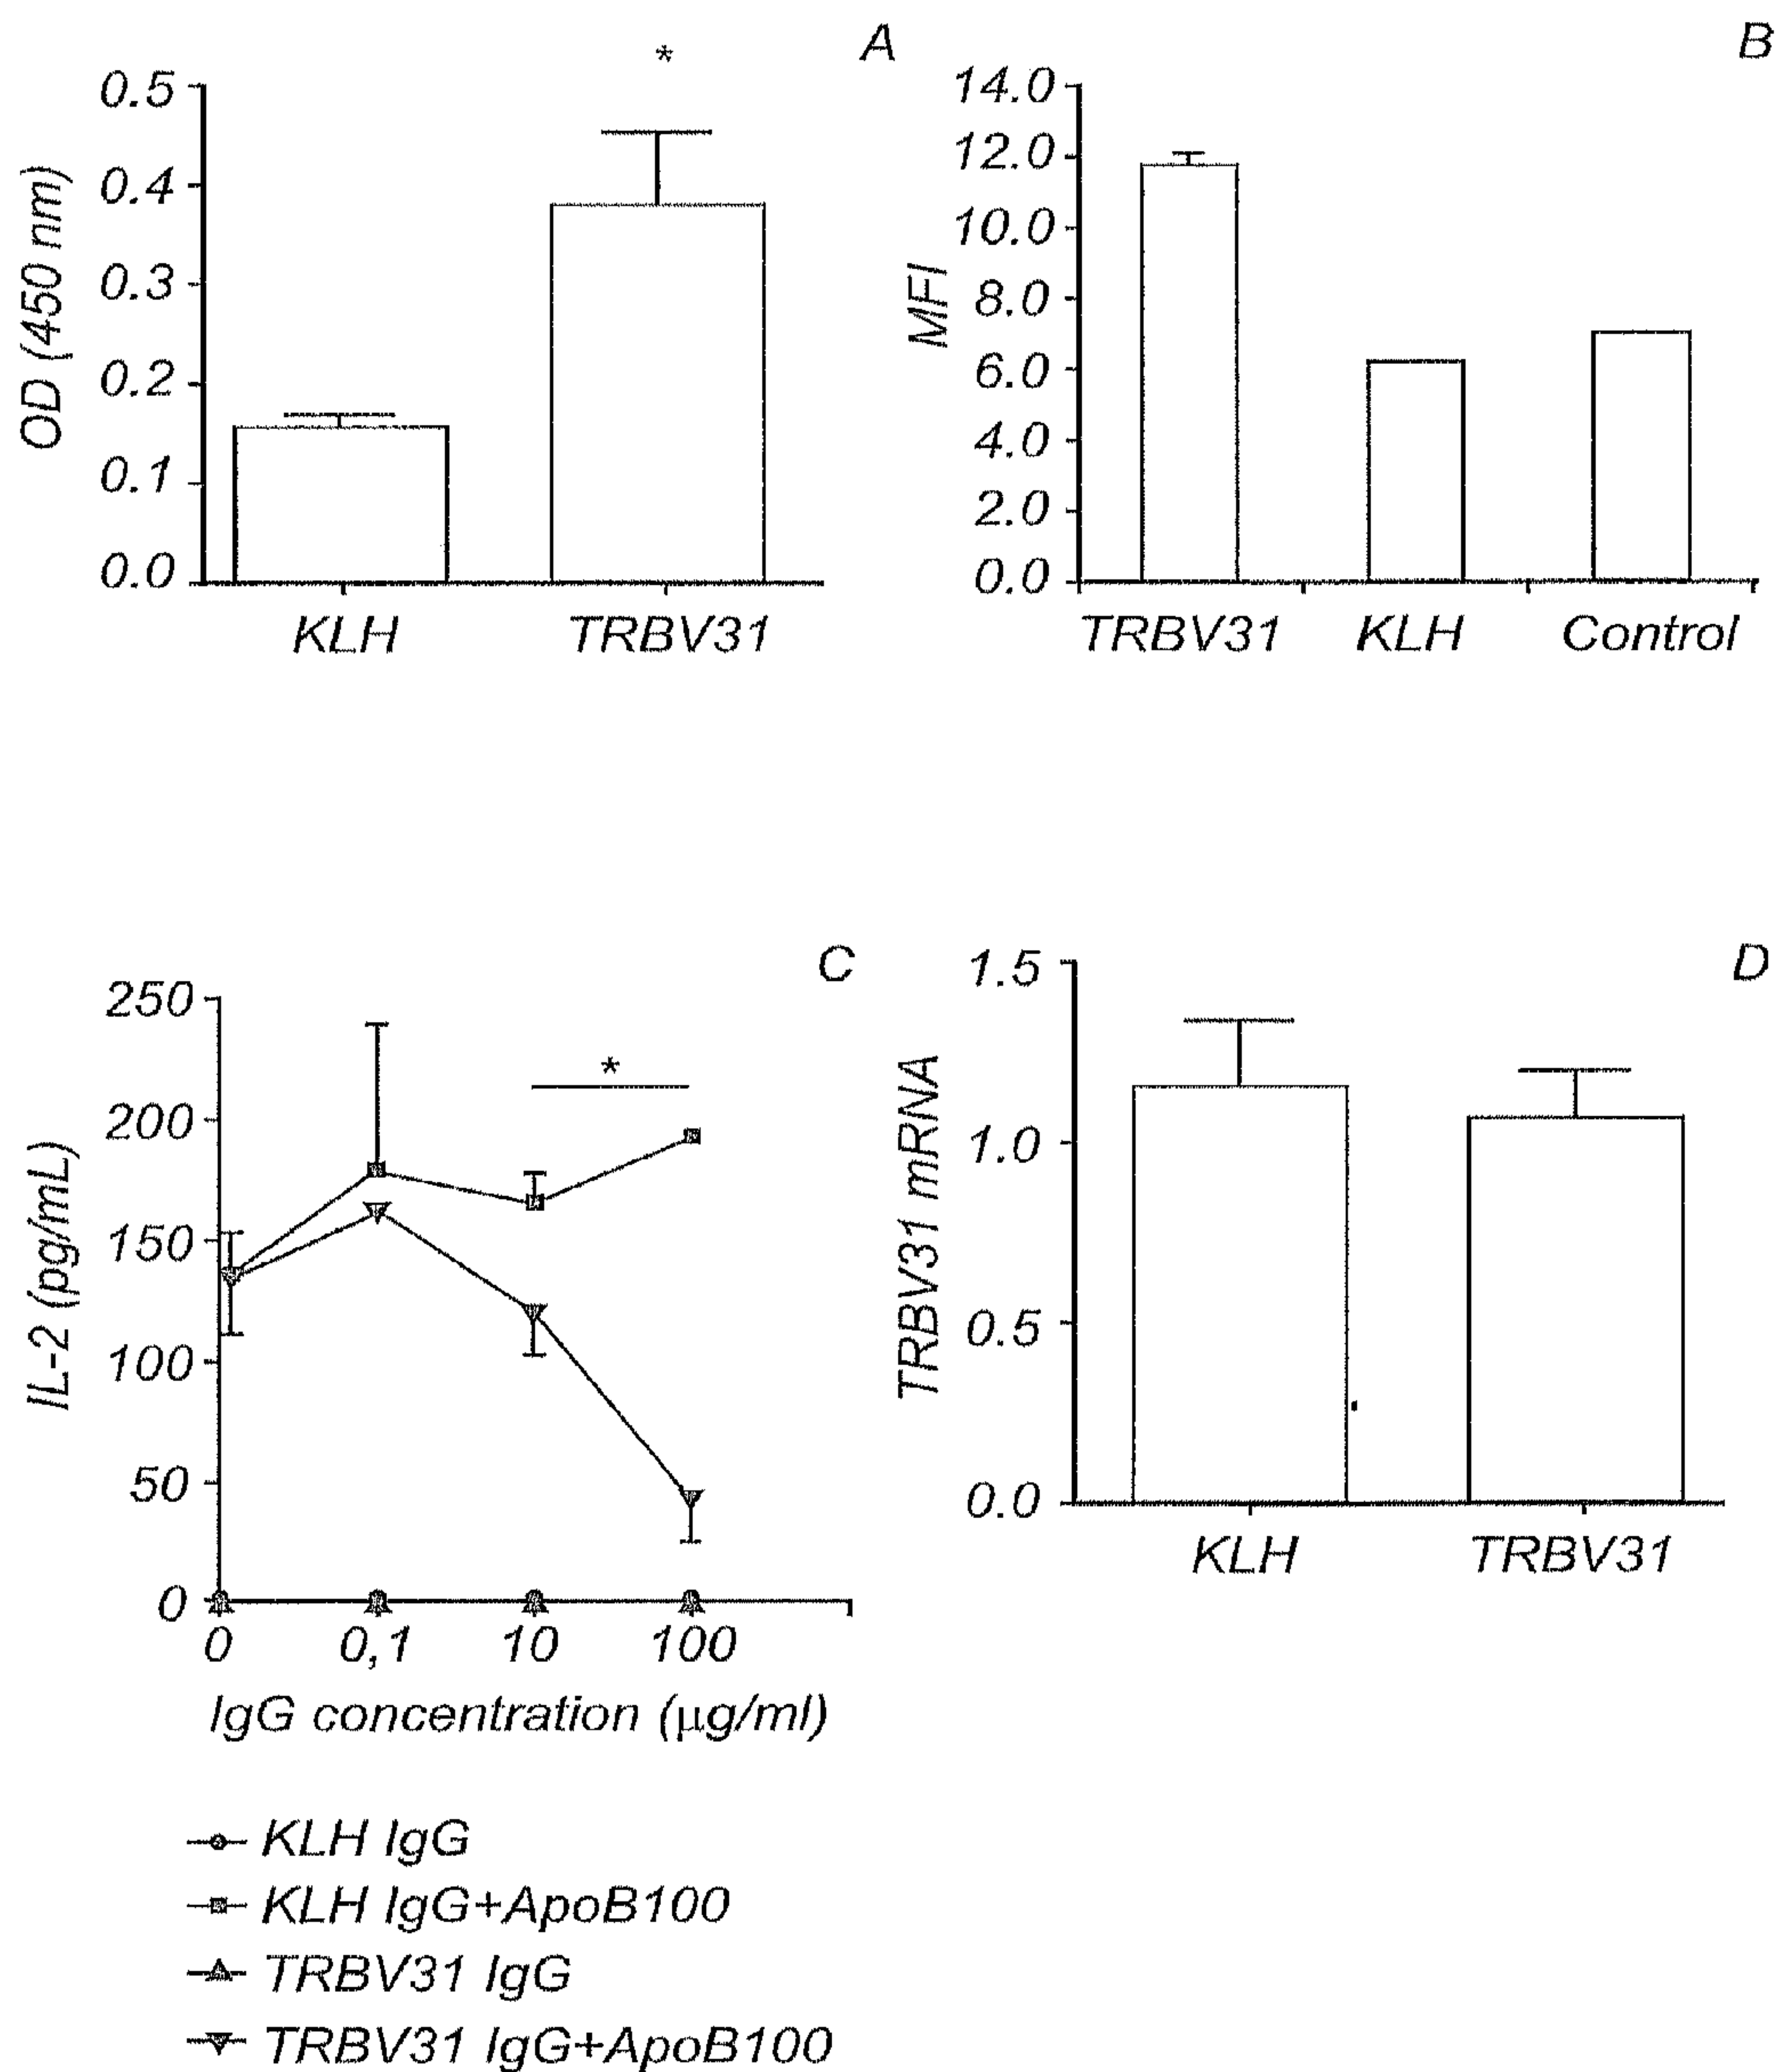 A
*
OD (450 nm)
0.5
0.4
0.3
0.2
0.1
0.0
KLH TRBV31
B
MFI
14.0
12.0
10.0
8.0
6.0
4.0
2.0
0.0
TRBV31 KLH Control
C
*
IL-2 (pg/mL)
250
200
150
100
50
0
0 0,1 10 100
IgG concentration (μg/ml)
KLH IgG
KLH IgG+ApoB100
TRBV31 IgG
TRBV31 IgG+ApoB100
D
TRBV31 mRNA
1.5
1.0
0.5
0.0
KLH TRBV31